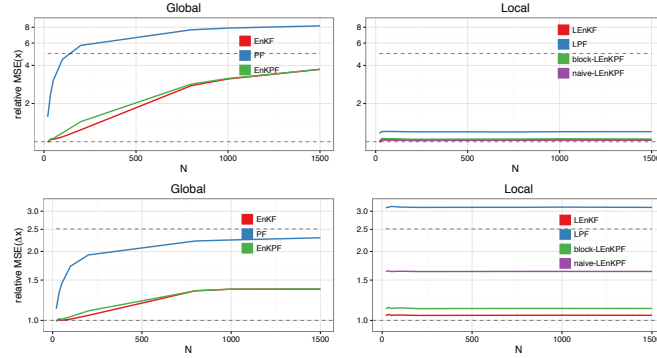 Global
Local
relative MSE(x)
8
6
4
2
EnKF
PF
EnKPF
0
500
1000
1500
N
8
6
4
2
LEnKF
LPF
block-LEnKPF
naive-LEnKPF
0
500
1000
1500
N
Global
Local
relative MSE(Δx)
3.0
2.5
2.0
1.5
1.0
EnKF
PF
EnKPF
0
500
1000
1500
N
3.0
2.5
2.0
1.5
1.0
LEnKF
LPF
block-LEnKPF
naive-LEnKPF
0
500
1000
1500
N